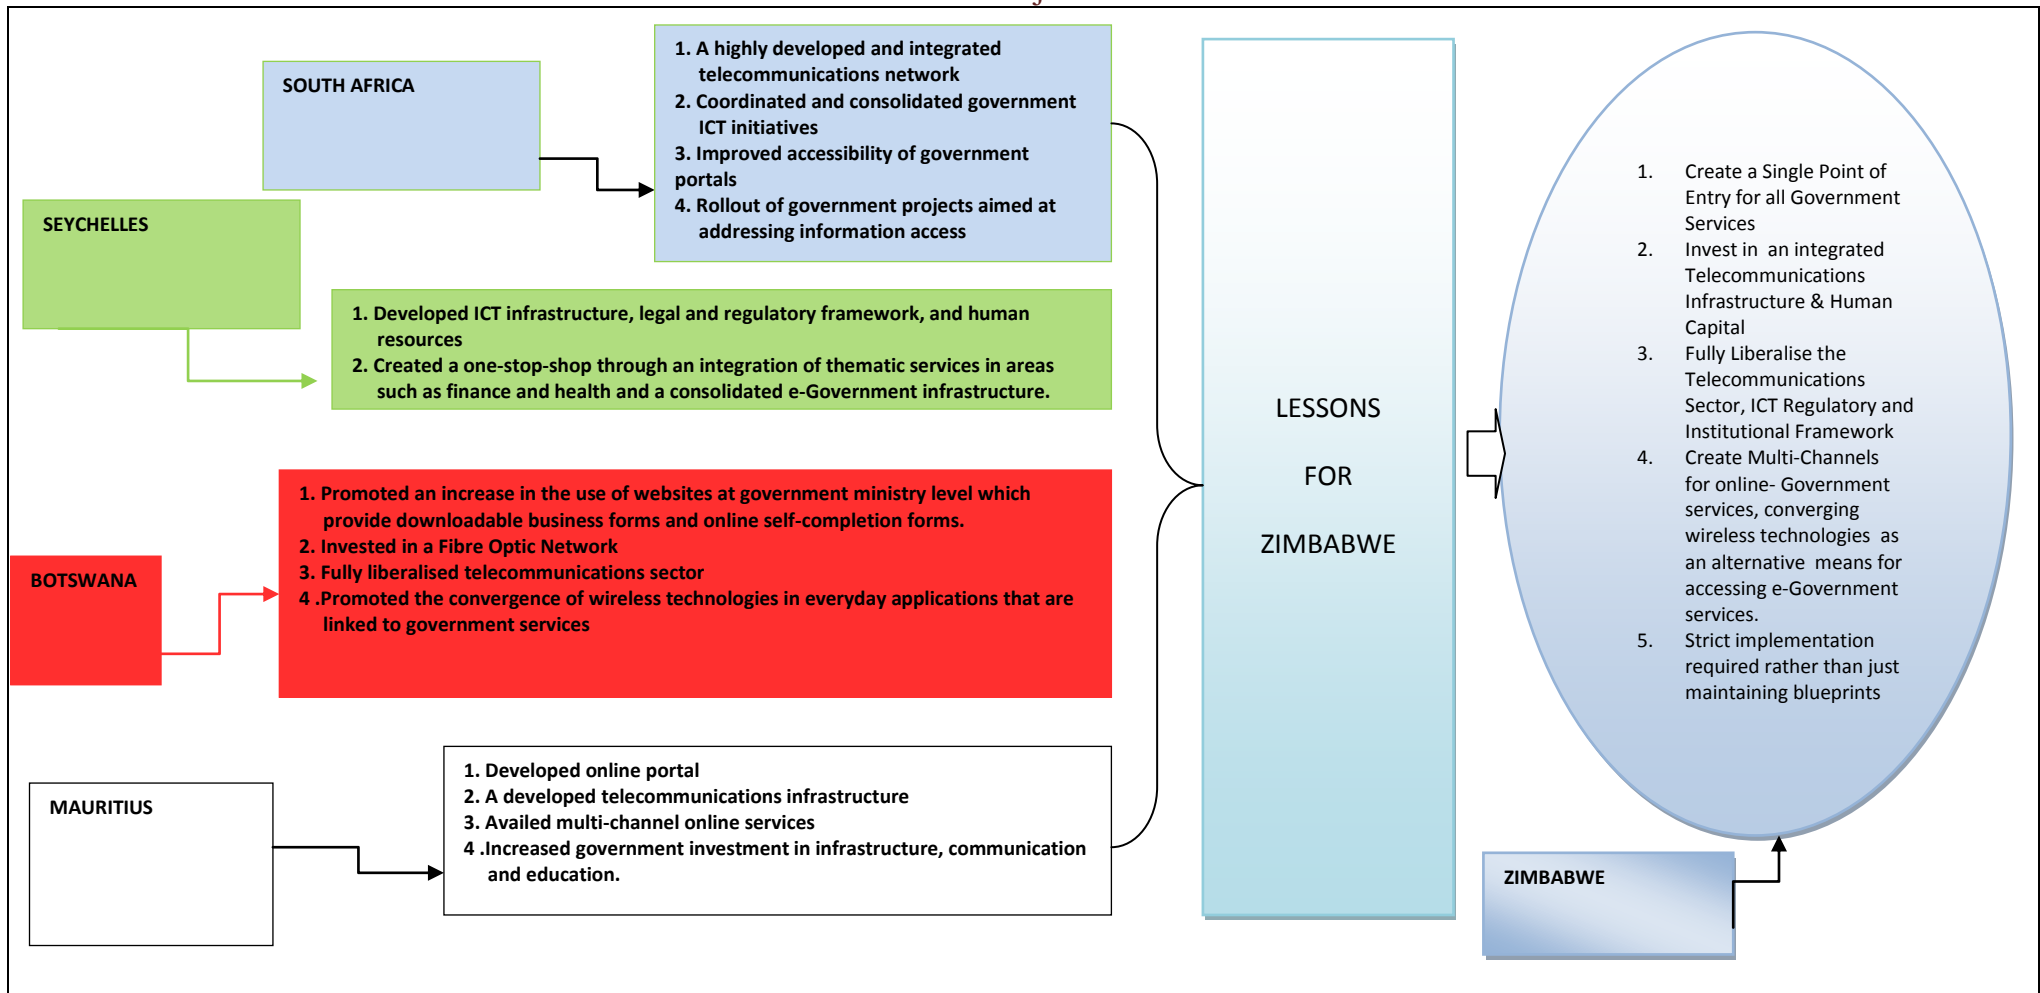 SOUTH AFRICA
1. A highly developed and integrated
telecommunications network
2. Coordinated and consolidated government
ICT initiatives
3. Improved accessibility of government
portals
4. Rollout of government projects aimed at
addressing information access
SEYCHELLES
1. Developed ICT infrastructure, legal and regulatory framework, and human
resources
2. Created a one-stop-shop through an integration of thematic services in areas
such as finance and health and a consolidated e-Government infrastructure.
BOTSWANA
1. Promoted an increase in the use of websites at government ministry level which
provide downloadable business forms and online self-completion forms.
2. Invested in a Fibre Optic Network
3. Fully liberalised telecommunications sector
4 .Promoted the convergence of wireless technologies in everyday applications that are
linked to government services
MAURITIUS
1. Developed online portal
2. A developed telecommunications infrastructure
3. Availed multi-channel online services
4 .Increased government investment in infrastructure, communication
and education.
LESSONS
FOR
ZIMBABWE
1. Create a Single Point of
Entry for all Government
Services
2. Invest in an integrated
Telecommunications
Infrastructure & Human
Capital
3. Fully Liberalise the
Telecommunications
Sector, ICT Regulatory and
Institutional Framework
4. Create Multi-Channels
for online- Government
services, converging
wireless technologies as
an alternative means for
accessing e-Government
services.
5. Strict implementation
required rather than just
maintaining blueprints
ZIMBABWE